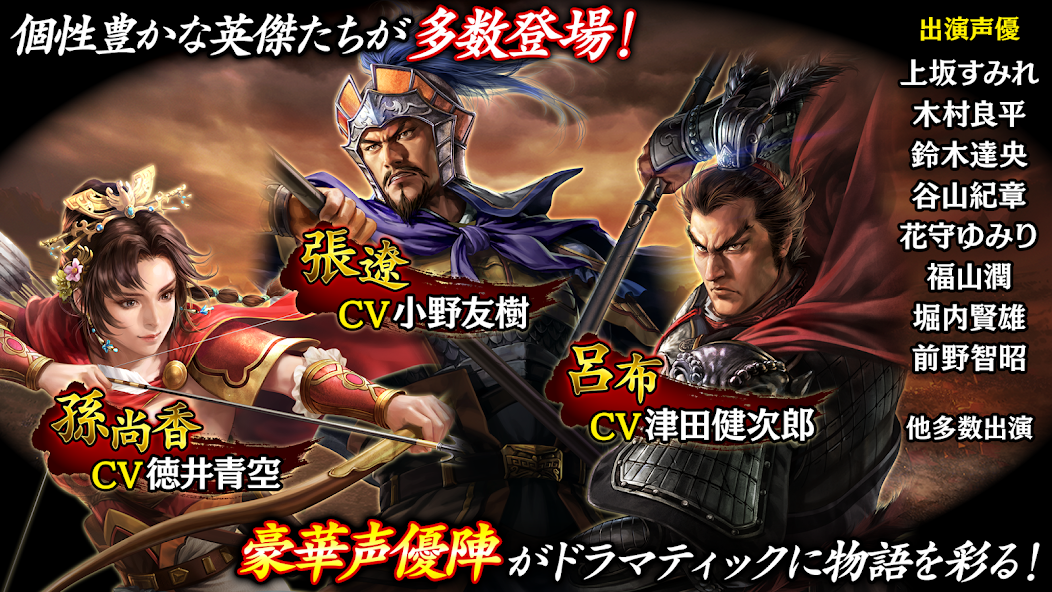 個性豊かな英傑たちが多数登場!
張遼
CV小野友樹
呂布
CV津田健次郎
孫尚香
CV徳井青空
出演声優
上坂すみれ
木村良平
鈴木達央
谷山紀章
花守ゆみり
福山潤
堀内賢雄
前野智昭
他多数出演
豪華声優陣がドラマティックに物語を彩る!